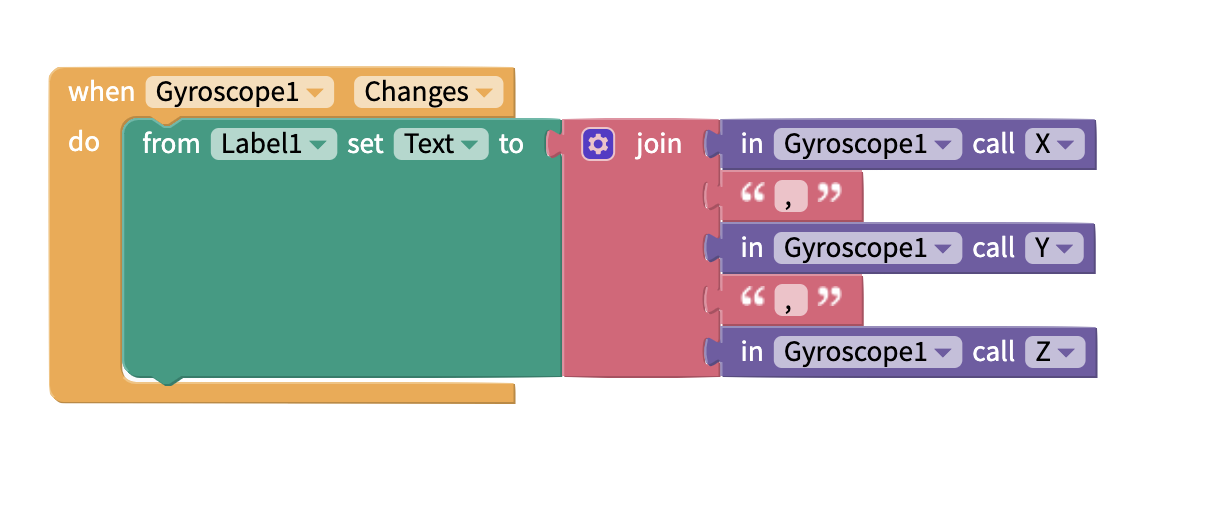 when Gyroscope1 Changes
do from Label1 set Text to join in Gyroscope1 call X
“ , ”
in Gyroscope1 call Y
“ , ”
in Gyroscope1 call Z